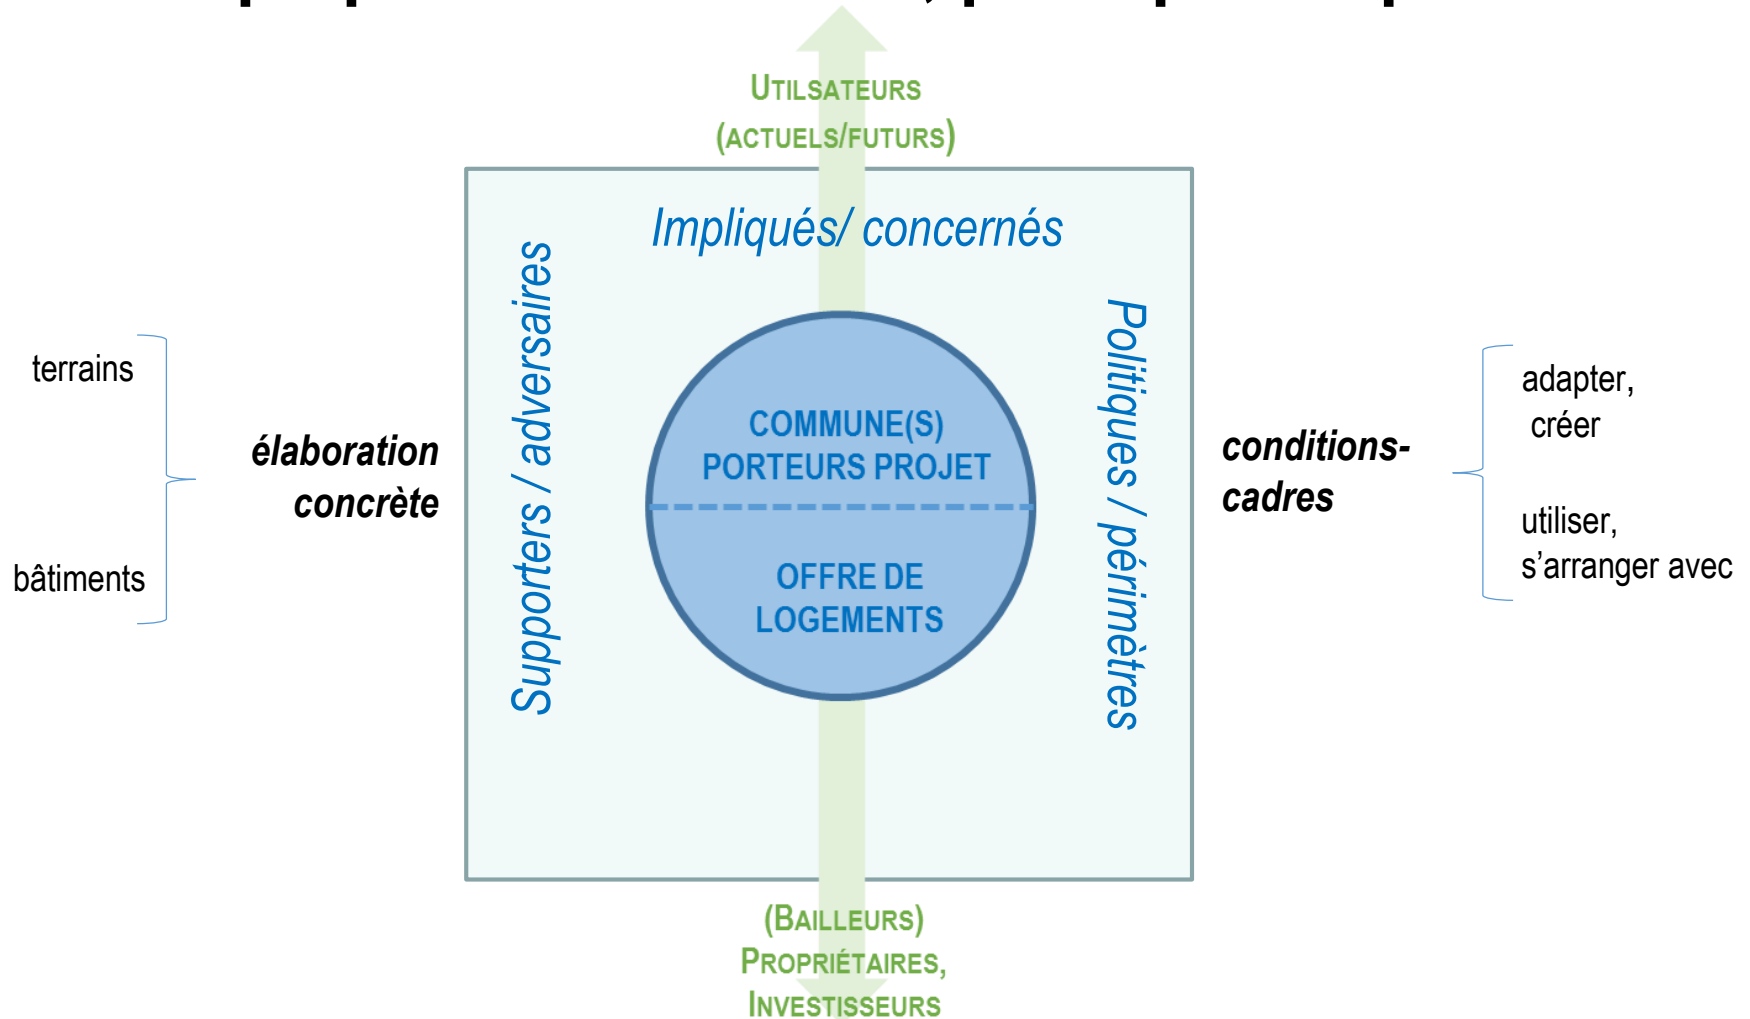 UTILSATEURS
(ACTUELS/FUTURS)
Impliqués/ concernés
Supporters / adversaires
Politiques / périmètres
COMMUNE(S)
PORTEURS PROJET
OFFRE DE
LOGEMENTS
terrains
bâtiments
élaboration
concrète
conditions-
cadres
adapter,
créer
utiliser,
s’arranger avec
(BAILLEURS)
PROPRIÉTAIRES,
INVESTISSEURS